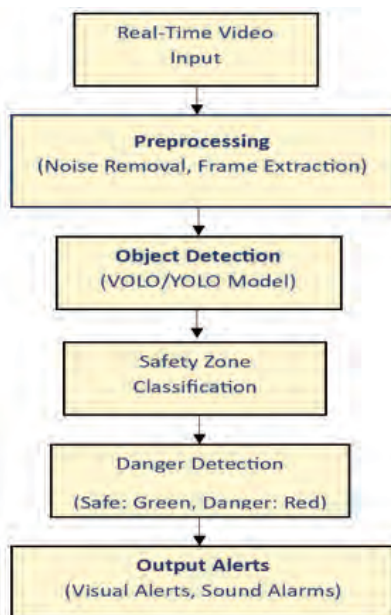 Real-Time Video
Input
Preprocessing
(Noise Removal, Frame Extraction)
Object Detection
(VOLO/YOLO Model)
Safety Zone
Classification
Danger Detection
(Safe: Green, Danger: Red)
Output Alerts
(Visual Alerts, Sound Alarms)